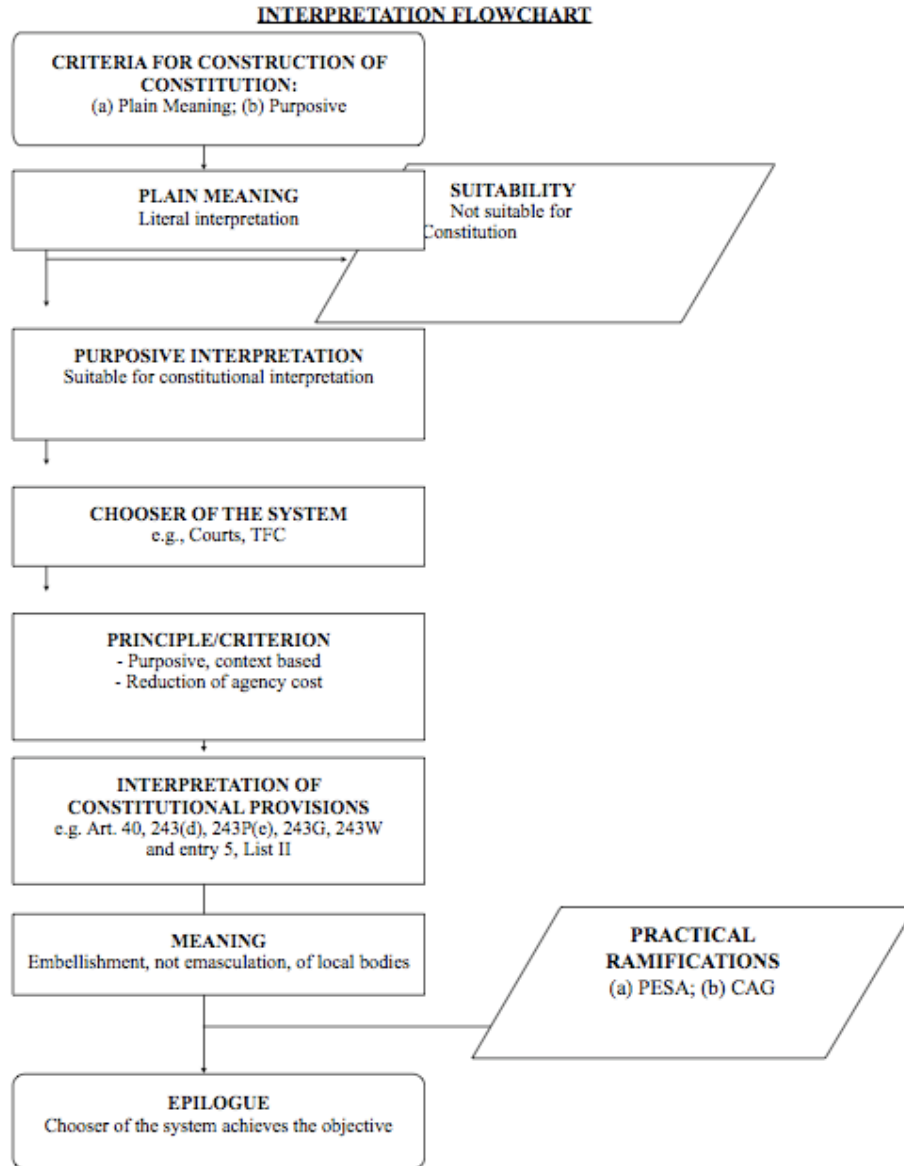 INTERPRETATION FLOWCHART
CRITERIA FOR CONSTRUCTION OF
CONSTITUTION:
(a) Plain Meaning; (b) Purposive
PLAIN MEANING
Literal interpretation
SUITABILITY
Not suitable for
Constitution
PURPOSIVE INTERPRETATION
Suitable for constitutional interpretation
CHOOSER OF THE SYSTEM
e.g., Courts, TFC
PRINCIPLE/CRITERION
- Purposive, context based
- Reduction of agency cost
INTERPRETATION OF
CONSTITUTIONAL PROVISIONS
e.g. Art. 40, 243(d), 243P(e), 243G, 243W
and entry 5, List II
MEANING
Embellishment, not emasculation, of local bodies
PRACTICAL
RAMIFICATIONS
(a) PESA; (b) CAG
EPILOGUE
Chooser of the system achieves the objective